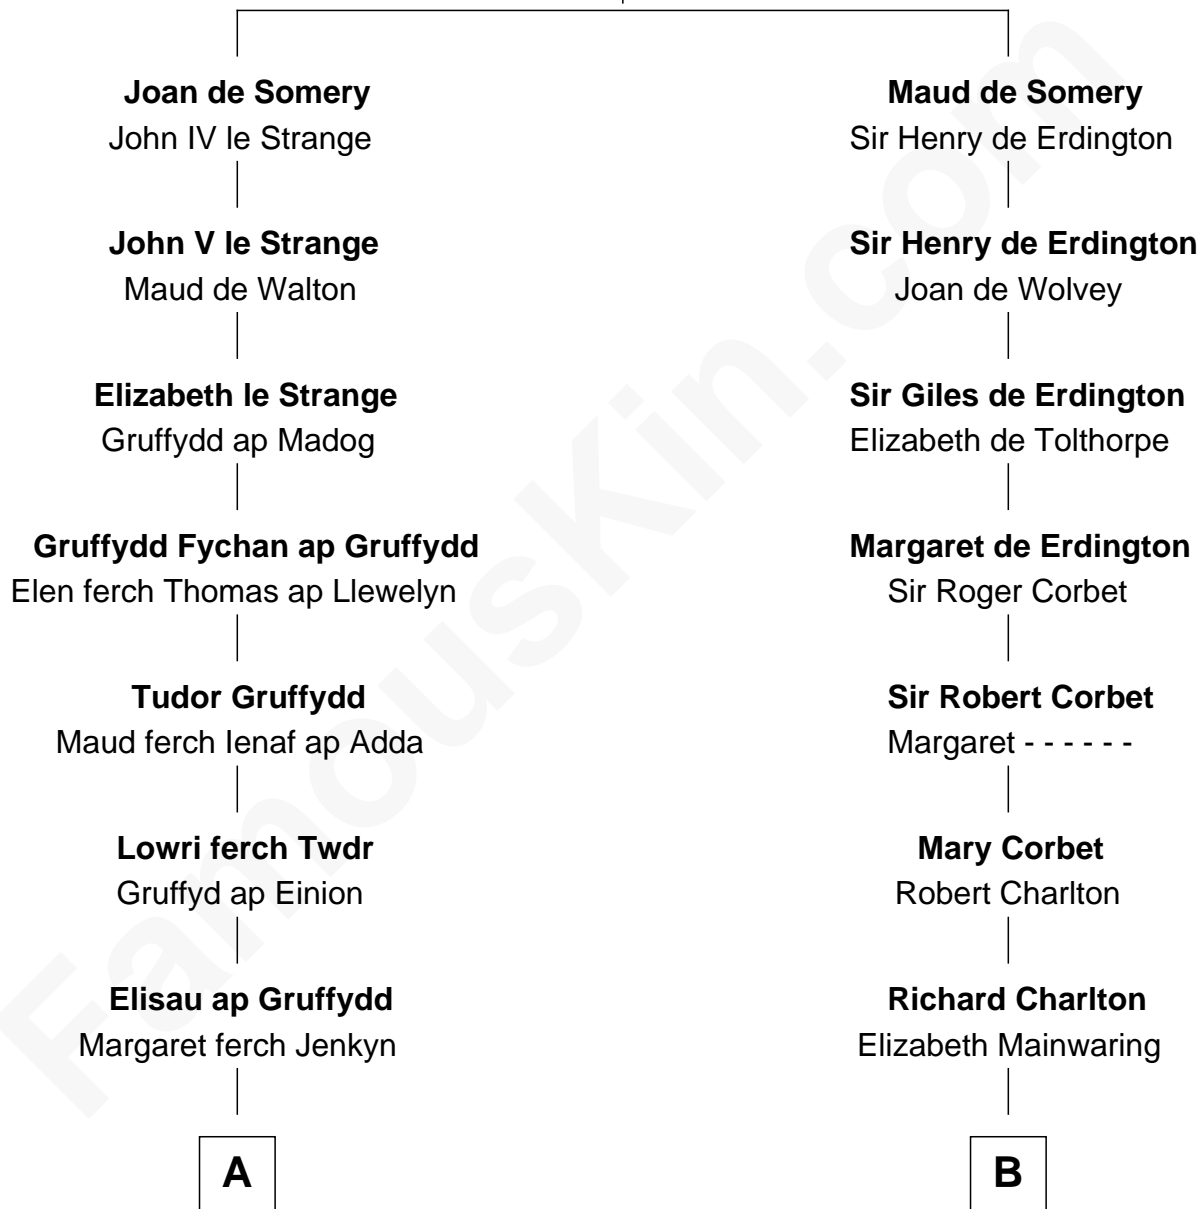 Joan de Somery
John IV le Strange
John V le Strange
Maud de Walton
Elizabeth le Strange
Gruffydd ap Madog
Gruffydd Fychan ap Gruffydd
Elen ferch Thomas ap Llewelyn
Tudor Gruffydd
Maud ferch Ienaf ap Adda
Lowri ferch Twdr
Gruffyd ap Einion
Elisau ap Gruffydd
Margaret ferch Jenkyn
A
Maud de Somery
Sir Henry de Erdington
Sir Henry de Erdington
Joan de Wolvey
Sir Giles de Erdington
Elizabeth de Tolthorpe
Margaret de Erdington
Sir Roger Corbet
Sir Robert Corbet
Margaret - - - - - -
Mary Corbet
Robert Charlton
Richard Charlton
Elizabeth Mainwaring
B
FamousKin.com